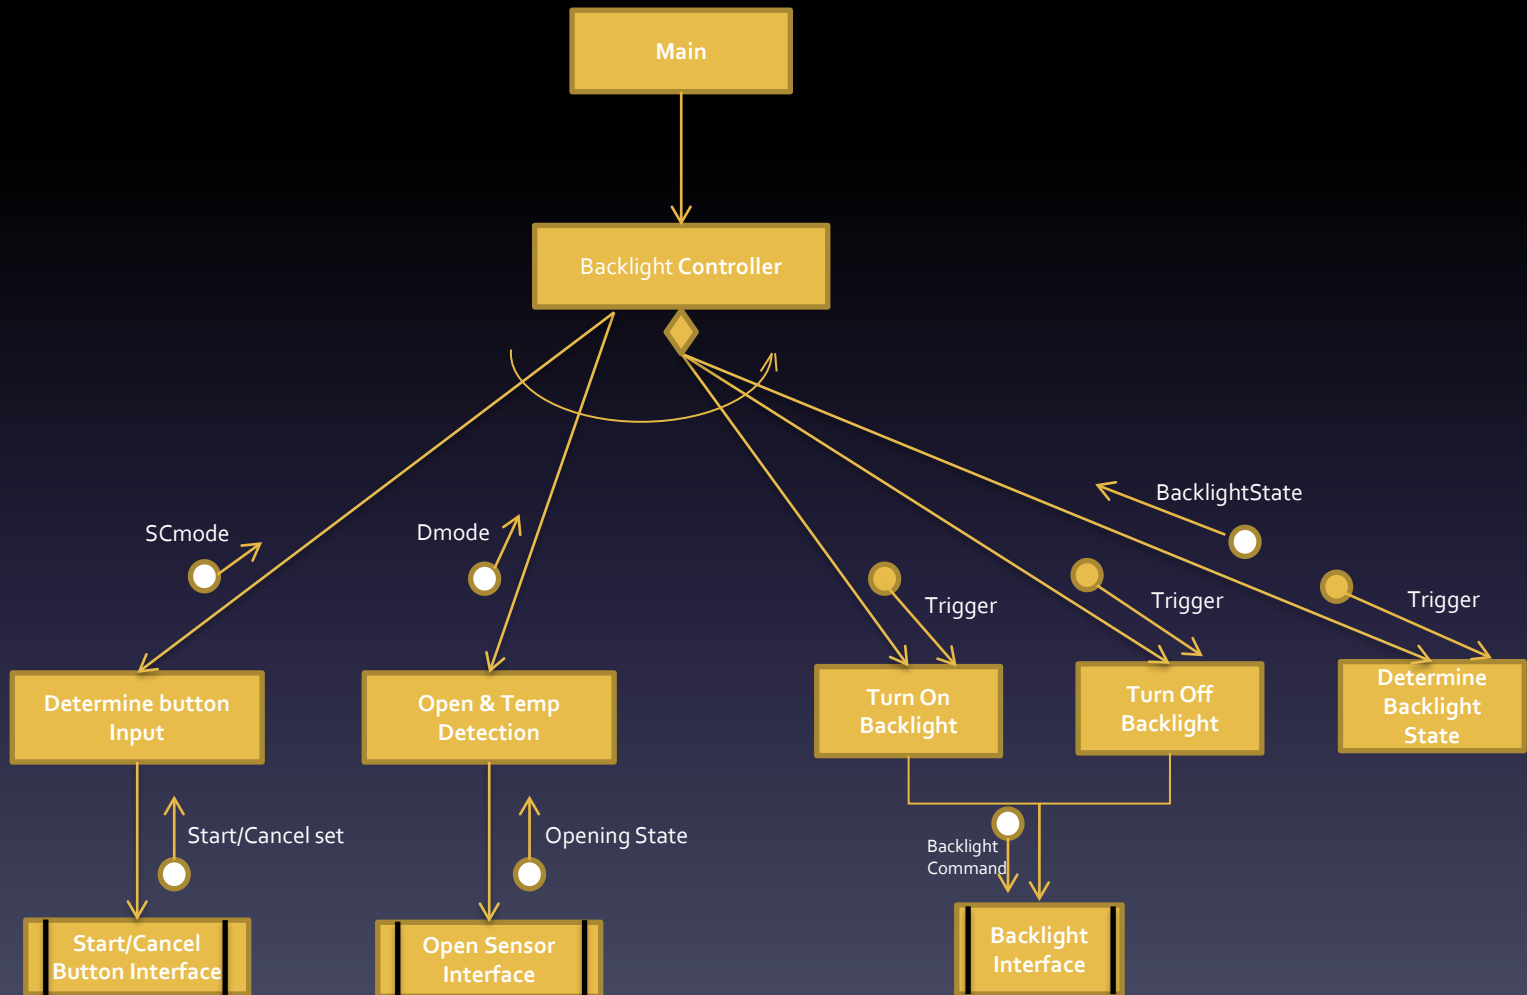 Main
Backlight Controller
BacklightState
SCmode
Dmode
Trigger
Trigger
Trigger
Determine button
Input
Open & Temp
Detection
Turn On
Backlight
Turn Off
Backlight
Determine
Backlight
State
Start/Cancel set
Opening State
Backlight
Command
Start/Cancel
Button Interface
Open Sensor
Interface
Backlight
Interface